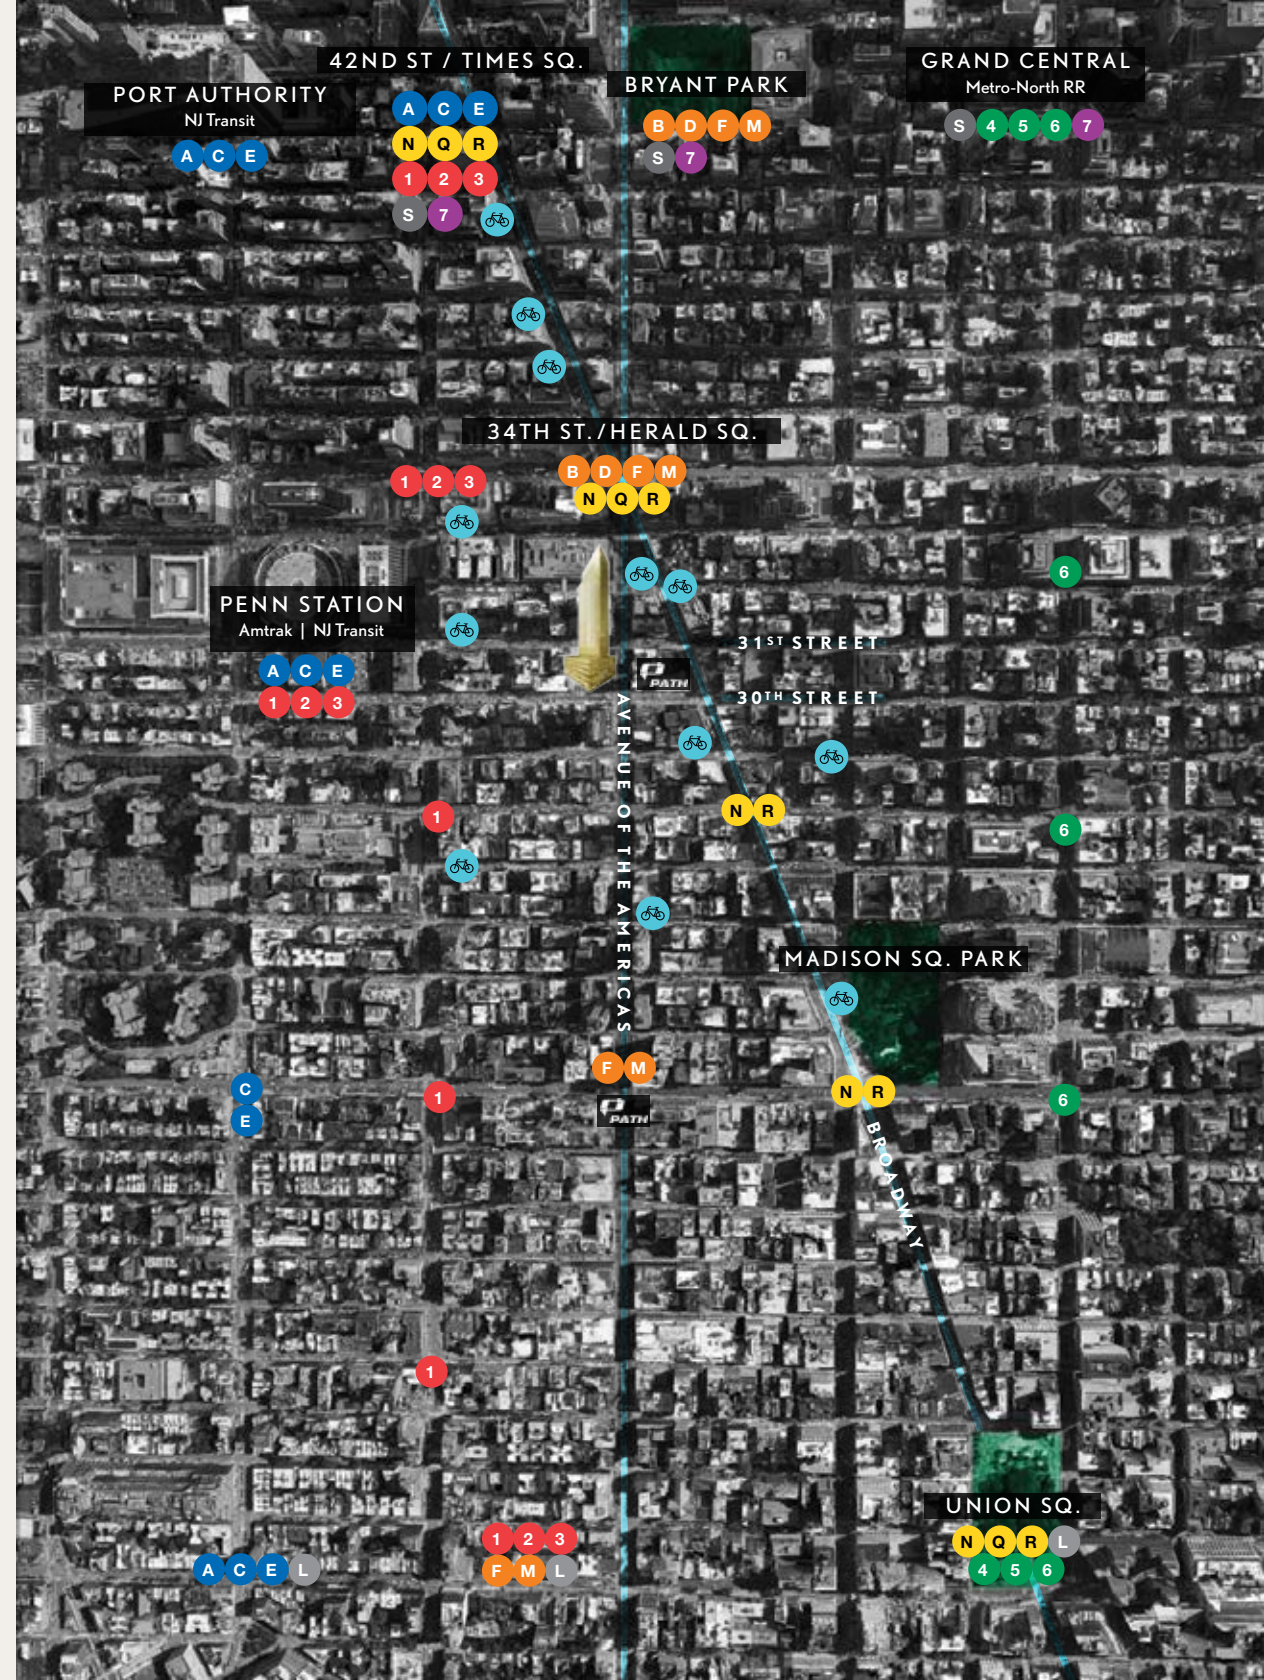 42ND ST / TIMES SQ.
GRAND CENTRAL
Metro-North RR
BRYANT PARK
PORT AUTHORITY
NJ Transit
A C E
N Q R
1 2 3
S 7
B D F M
S 7
S 4 5 6 7
A C E
34TH ST./HERALD SQ.
1 2 3
B D F M
N Q R
6
PENN STATION
Amtrak | NJ Transit
A C E
1 2 3
31ST STREET
PATH
30TH STREET
AVENUE OF THE AMERICAS
N R
1
6
MADISON SQ. PARK
F M
PATH
N R
C
E
1
6
BROADWAY
1
UNION SQ.
N Q R L
4 5 6
1 2 3
F M L
A C E L